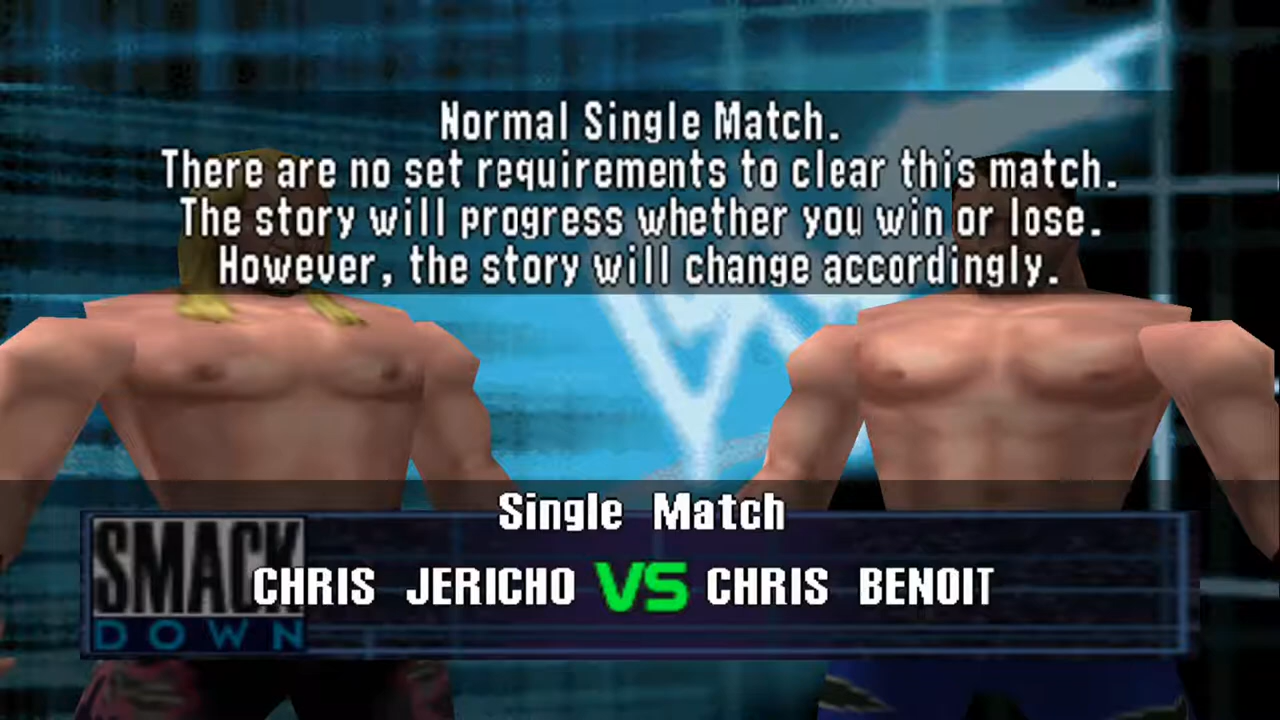 Normal Single Match.
There are no set requirements to clear this match.
The story will progress whether you win or lose.
However, the story will change accordingly.
Single Match
SMACK
DOWN
CHRIS JERICHO VS CHRIS BENOIT